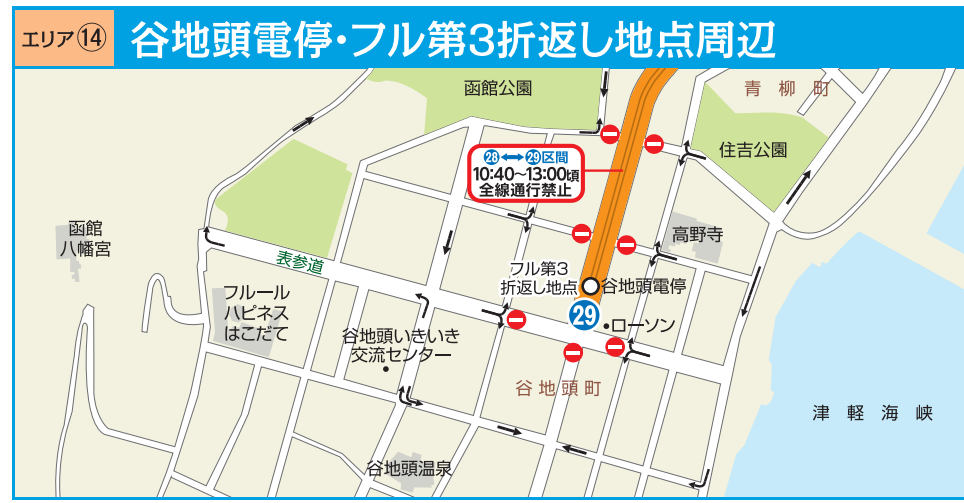 エリア⑭
谷地頭電停・フル第3折返し地点周辺
函館公園
青柳町
住吉公園
㉘↔㉙区間
10:40〜13:00頃
全線通行禁止
函館
八幡宮
高野寺
表参道
フル第3
折返し地点
谷地頭電停
フルール
ハピネス
はこだて
29
ローソン
谷地頭いきいき
交流センター
谷地頭町
津軽海峡
谷地頭温泉